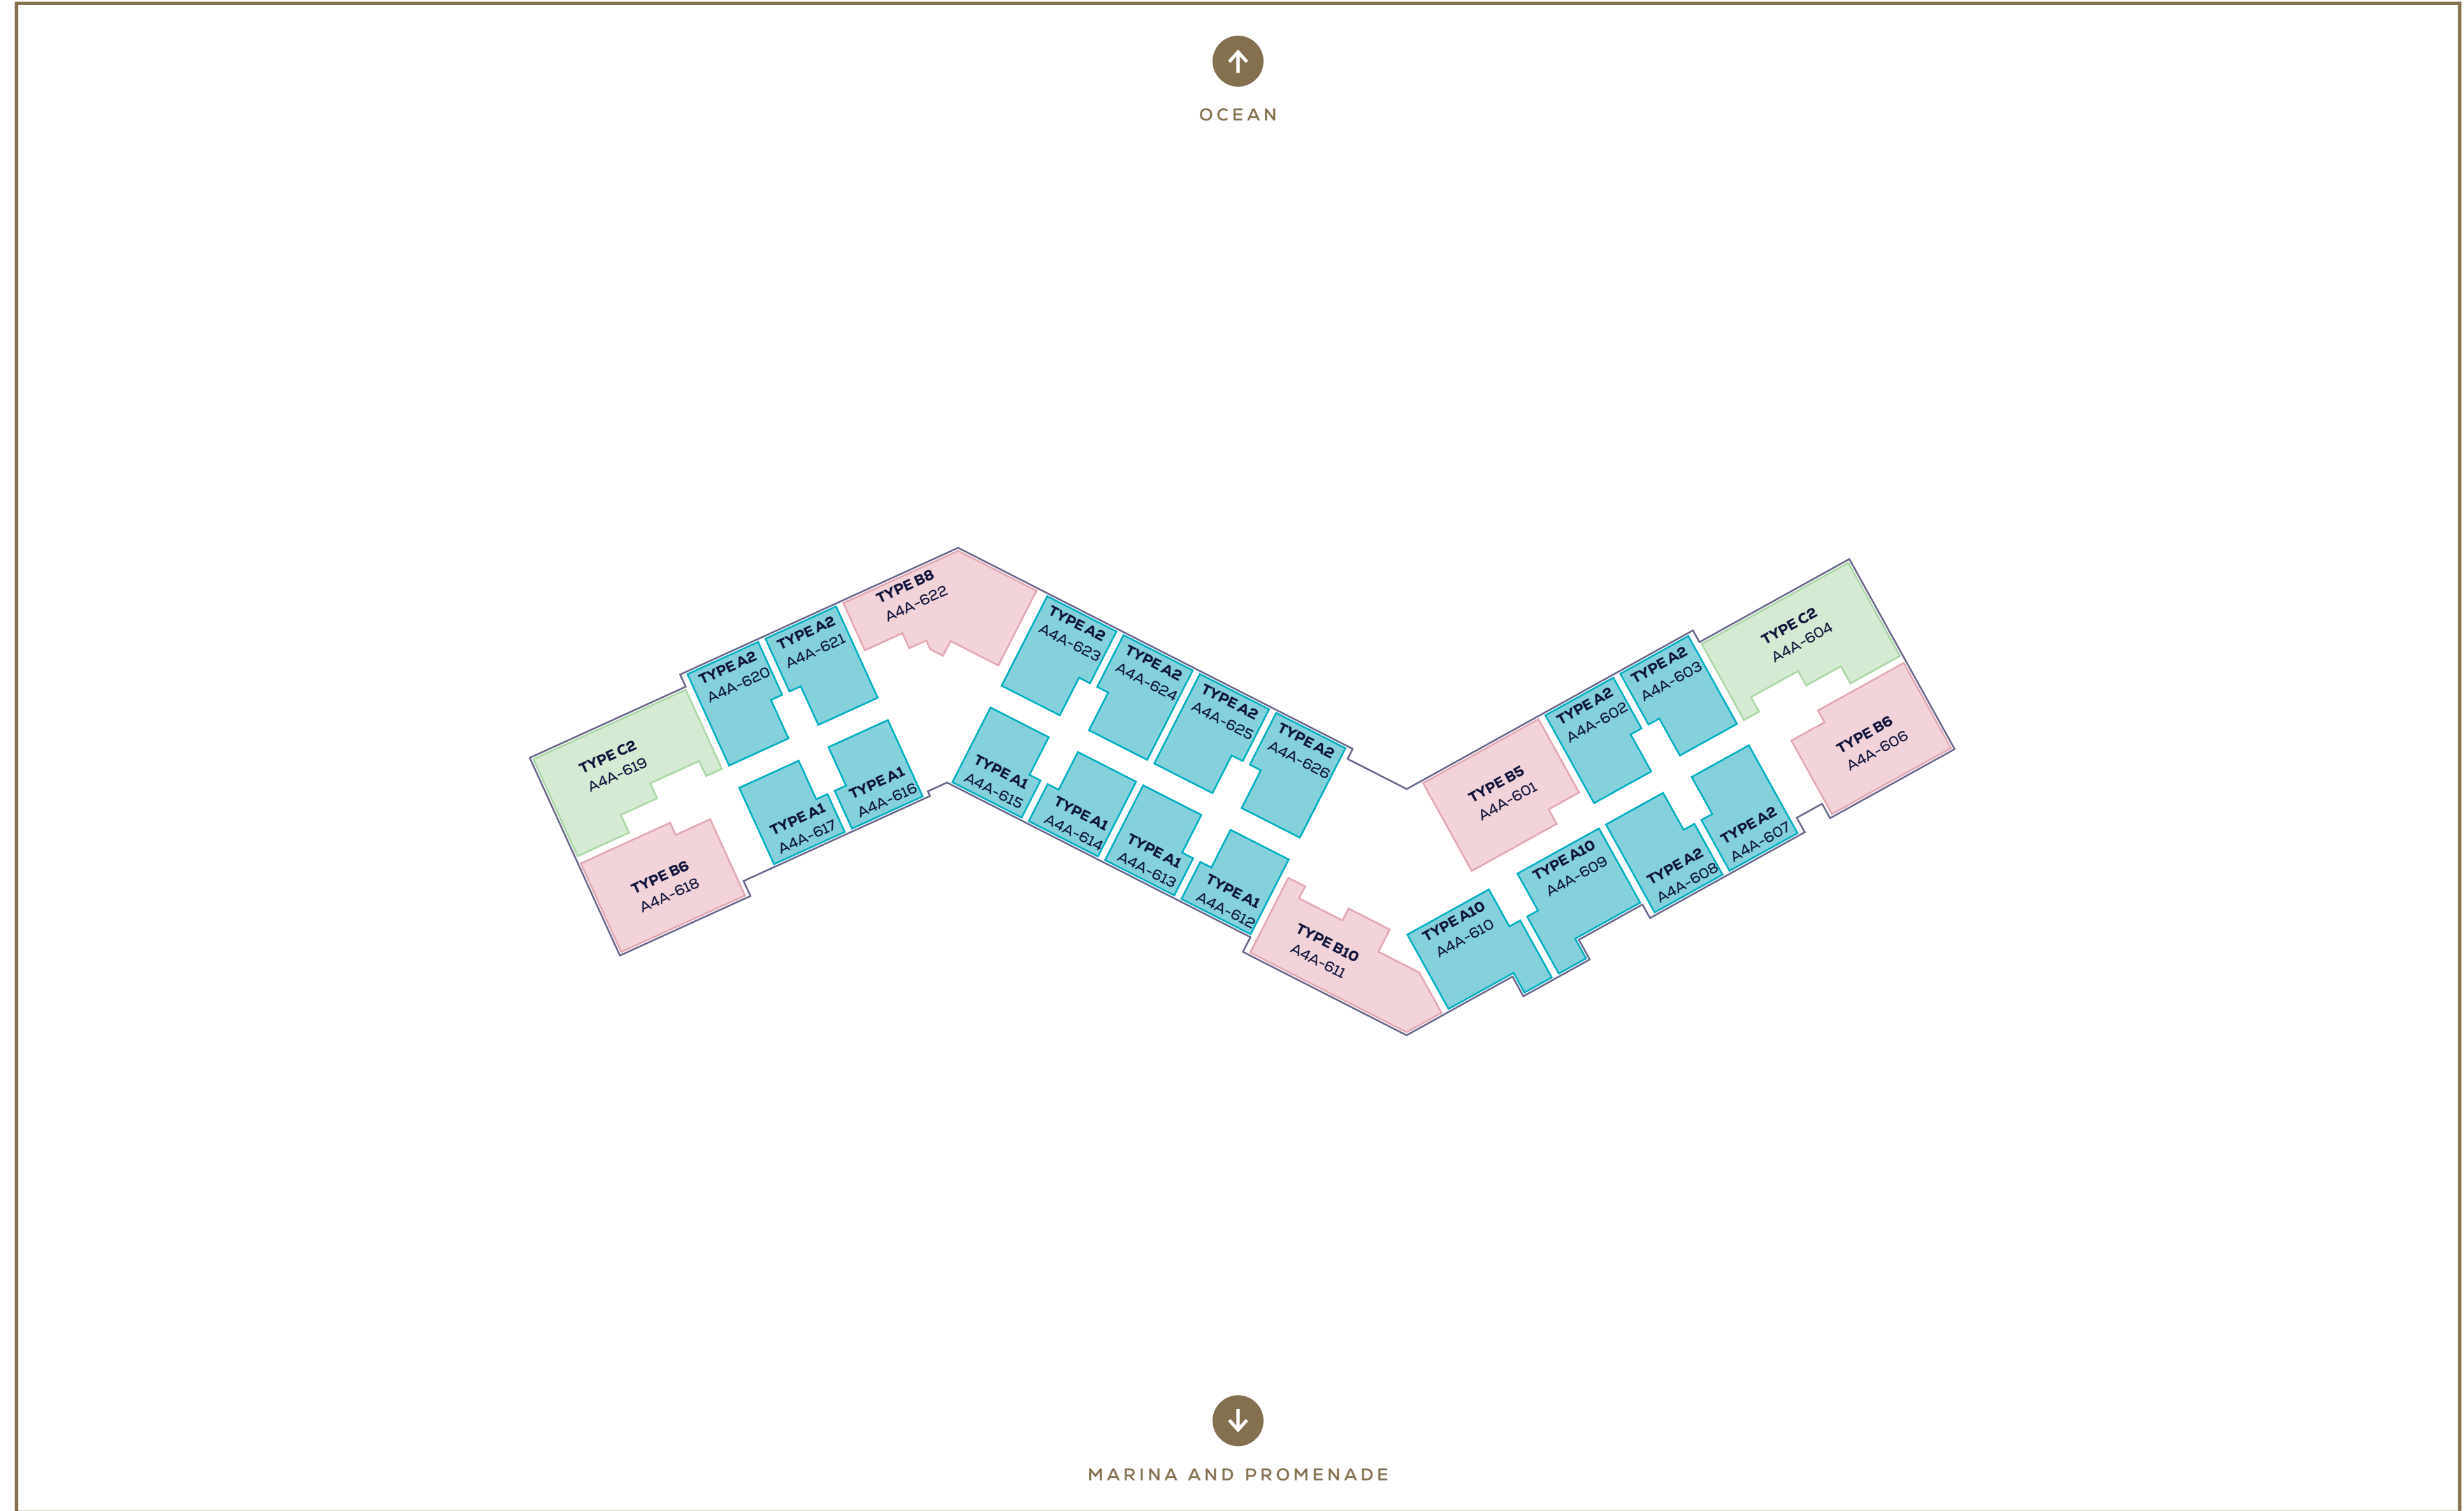 OCEAN
TYPE B8
A4A-622
TYPE A2
A4A-621
TYPE A2
A4A-620
TYPE C2
A4A-619
TYPE B6
A4A-618
TYPE A1
A4A-617
TYPE A1
A4A-616
TYPE A2
A4A-623
TYPE A2
A4A-624
TYPE A2
A4A-625
TYPE A2
A4A-626
TYPE A1
A4A-615
TYPE A1
A4A-614
TYPE A1
A4A-613
TYPE A1
A4A-612
TYPE B10
A4A-611
TYPE B5
A4A-601
TYPE A2
A4A-602
TYPE A2
A4A-603
TYPE C2
A4A-604
TYPE B6
A4A-606
TYPE A2
A4A-607
TYPE A2
A4A-608
TYPE A10
A4A-609
TYPE A10
A4A-610
MARINA AND PROMENADE